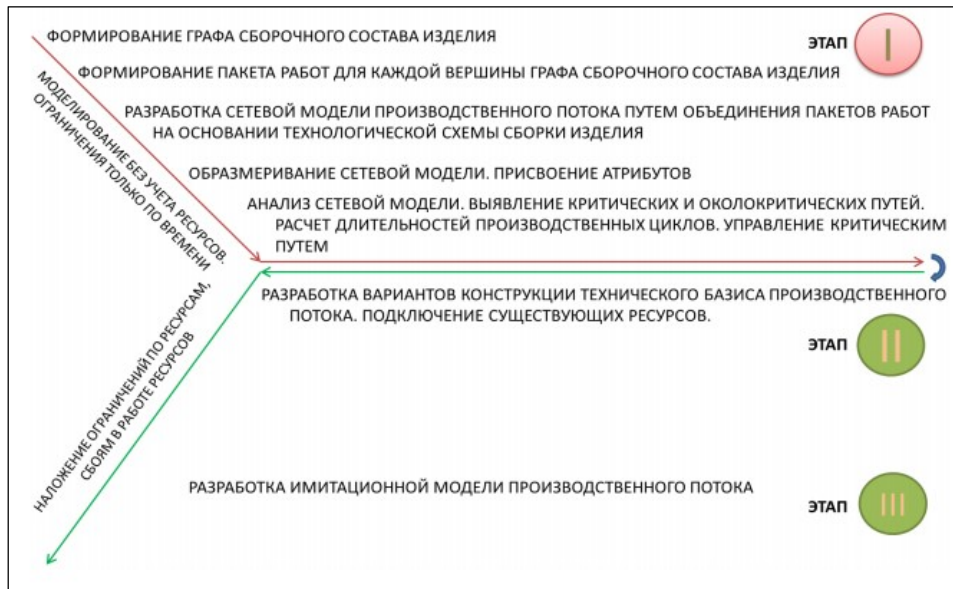 ФОРМИРОВАНИЕ ГРАФА СБОРОЧНОГО СОСТАВА ИЗДЕЛИЯ
ЭТАП I
ФОРМИРОВАНИЕ ПАКЕТА РАБОТ ДЛЯ КАЖДОЙ ВЕРШИНЫ ГРАФА СБОРОЧНОГО СОСТАВА ИЗДЕЛИЯ
РАЗРАБОТКА СЕТЕВОЙ МОДЕЛИ ПРОИЗВОДСТВЕННОГО ПОТОКА ПУТЕМ ОБЪЕДИНЕНИЯ ПАКЕТОВ РАБОТ
НА ОСНОВАНИИ ТЕХНОЛОГИЧЕСКОЙ СХЕМЫ СБОРКИ ИЗДЕЛИЯ
ОБРАЗМЕРИВАНИЕ СЕТЕВОЙ МОДЕЛИ. ПРИСВОЕНИЕ АТРИБУТОВ
АНАЛИЗ СЕТЕВОЙ МОДЕЛИ. ВЫЯВЛЕНИЕ КРИТИЧЕСКИХ И ОКОЛОКРИТИЧЕСКИХ ПУТЕЙ.
РАСЧЕТ ДЛИТЕЛЬНОСТЕЙ ПРОИЗВОДСТВЕННЫХ ЦИКЛОВ. УПРАВЛЕНИЕ КРИТИЧЕСКИМ
ПУТЕМ
МОДЕЛИРОВАНИЕ БЕЗ УЧЕТА РЕСУРСОВ.
ОГРАНИЧЕНИЯ ТОЛЬКО ПО ВРЕМЕНИ
РАЗРАБОТКА ВАРИАНТОВ КОНСТРУКЦИИ ТЕХНИЧЕСКОГО БАЗИСА ПРОИЗВОДСТВЕННОГО
ПОТОКА. ПОДКЛЮЧЕНИЕ СУЩЕСТВУЮЩИХ РЕСУРСОВ.
ЭТАП II
НАЛОЖЕНИЕ ОГРАНИЧЕНИЙ ПО РЕСУРСАМ,
СБОЯМ В РАБОТЕ РЕСУРСОВ
РАЗРАБОТКА ИМИТАЦИОННОЙ МОДЕЛИ ПРОИЗВОДСТВЕННОГО ПОТОКА
ЭТАП III